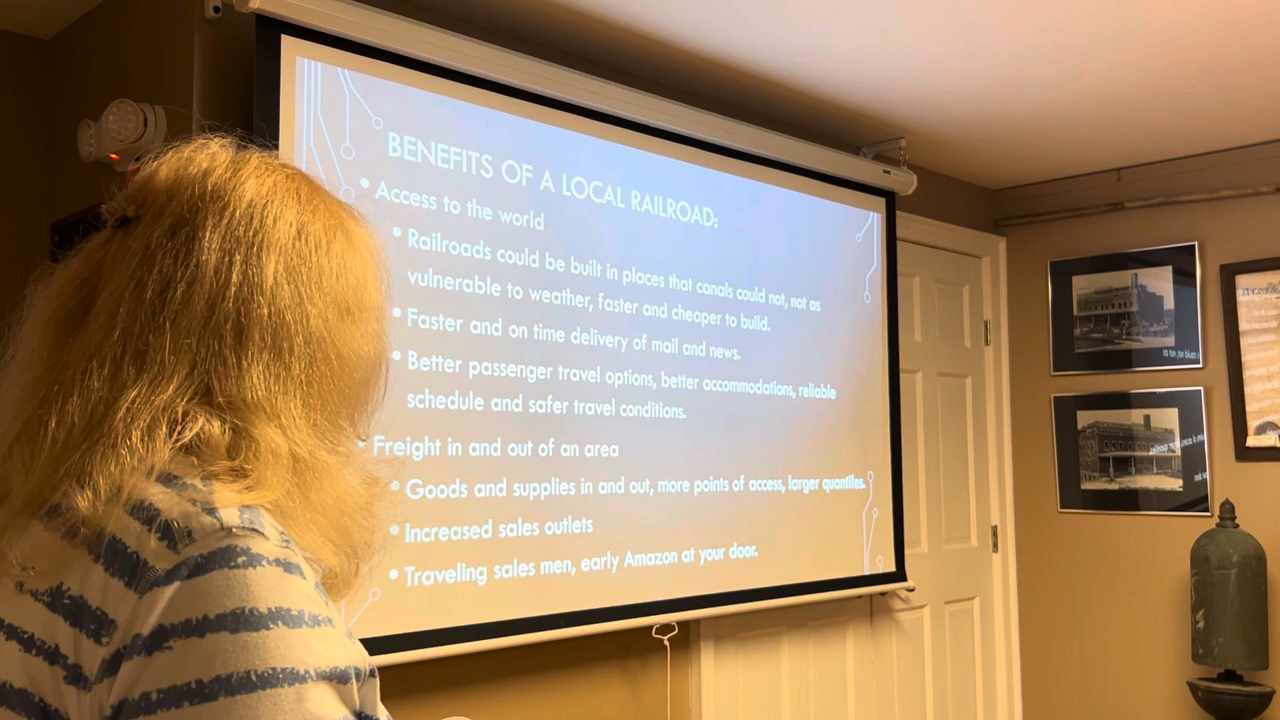 BENEFITS OF A LOCAL RAILROAD:
• Access to the world
• Railroads could be built in places that canals could not, not as
vulnerable to weather, faster and cheaper to build.
• Faster and on time delivery of mail and news.
• Better passenger travel options, better accommodations, reliable
schedule and safer travel conditions.
• Freight in and out of an area
• Goods and supplies in and out, more points of access, larger quantiles.
• Increased sales outlets
• Traveling sales men, early Amazon at your door.